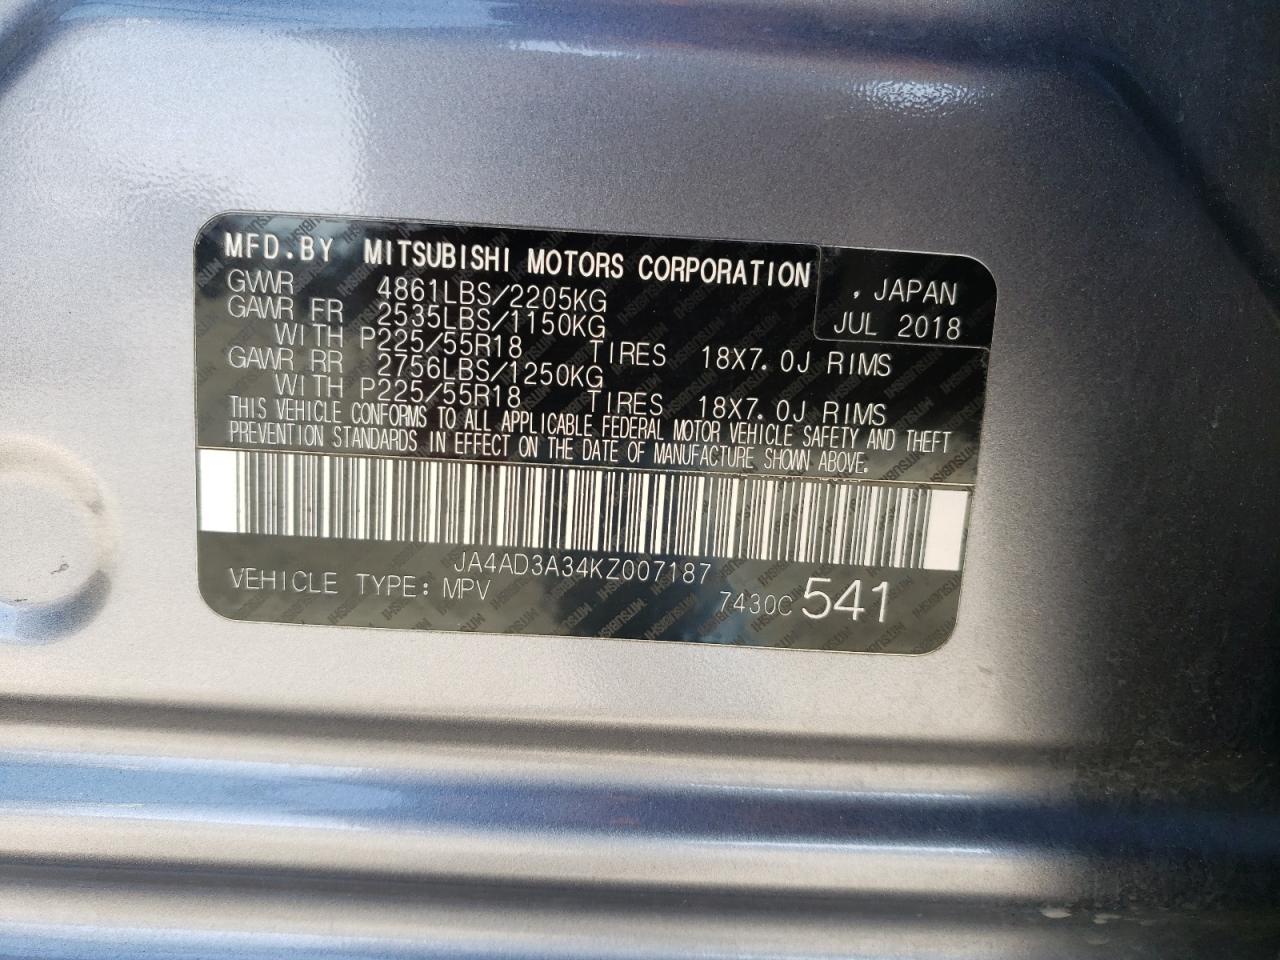 MFD.BY MITSUBISHI MOTORS CORPORATION
, JAPAN
JUL 2018
GVWR 4861LBS/2205KG
GAWR FR 2535LBS/1150KG
WITH P225/55R18 TIRES 18X7.0J RIMS
GAWR RR 2756LBS/1250KG
WITH P225/55R18 TIRES 18X7.0J RIMS
THIS VEHICLE CONFORMS TO ALL APPLICABLE FEDERAL MOTOR VEHICLE SAFETY AND THEFT
PREVENTION STANDARDS IN EFFECT ON THE DATE OF MANUFACTURE SHOWN ABOVE.
JA4AD3A34KZ007187
VEHICLE TYPE: MPV
7430C 541